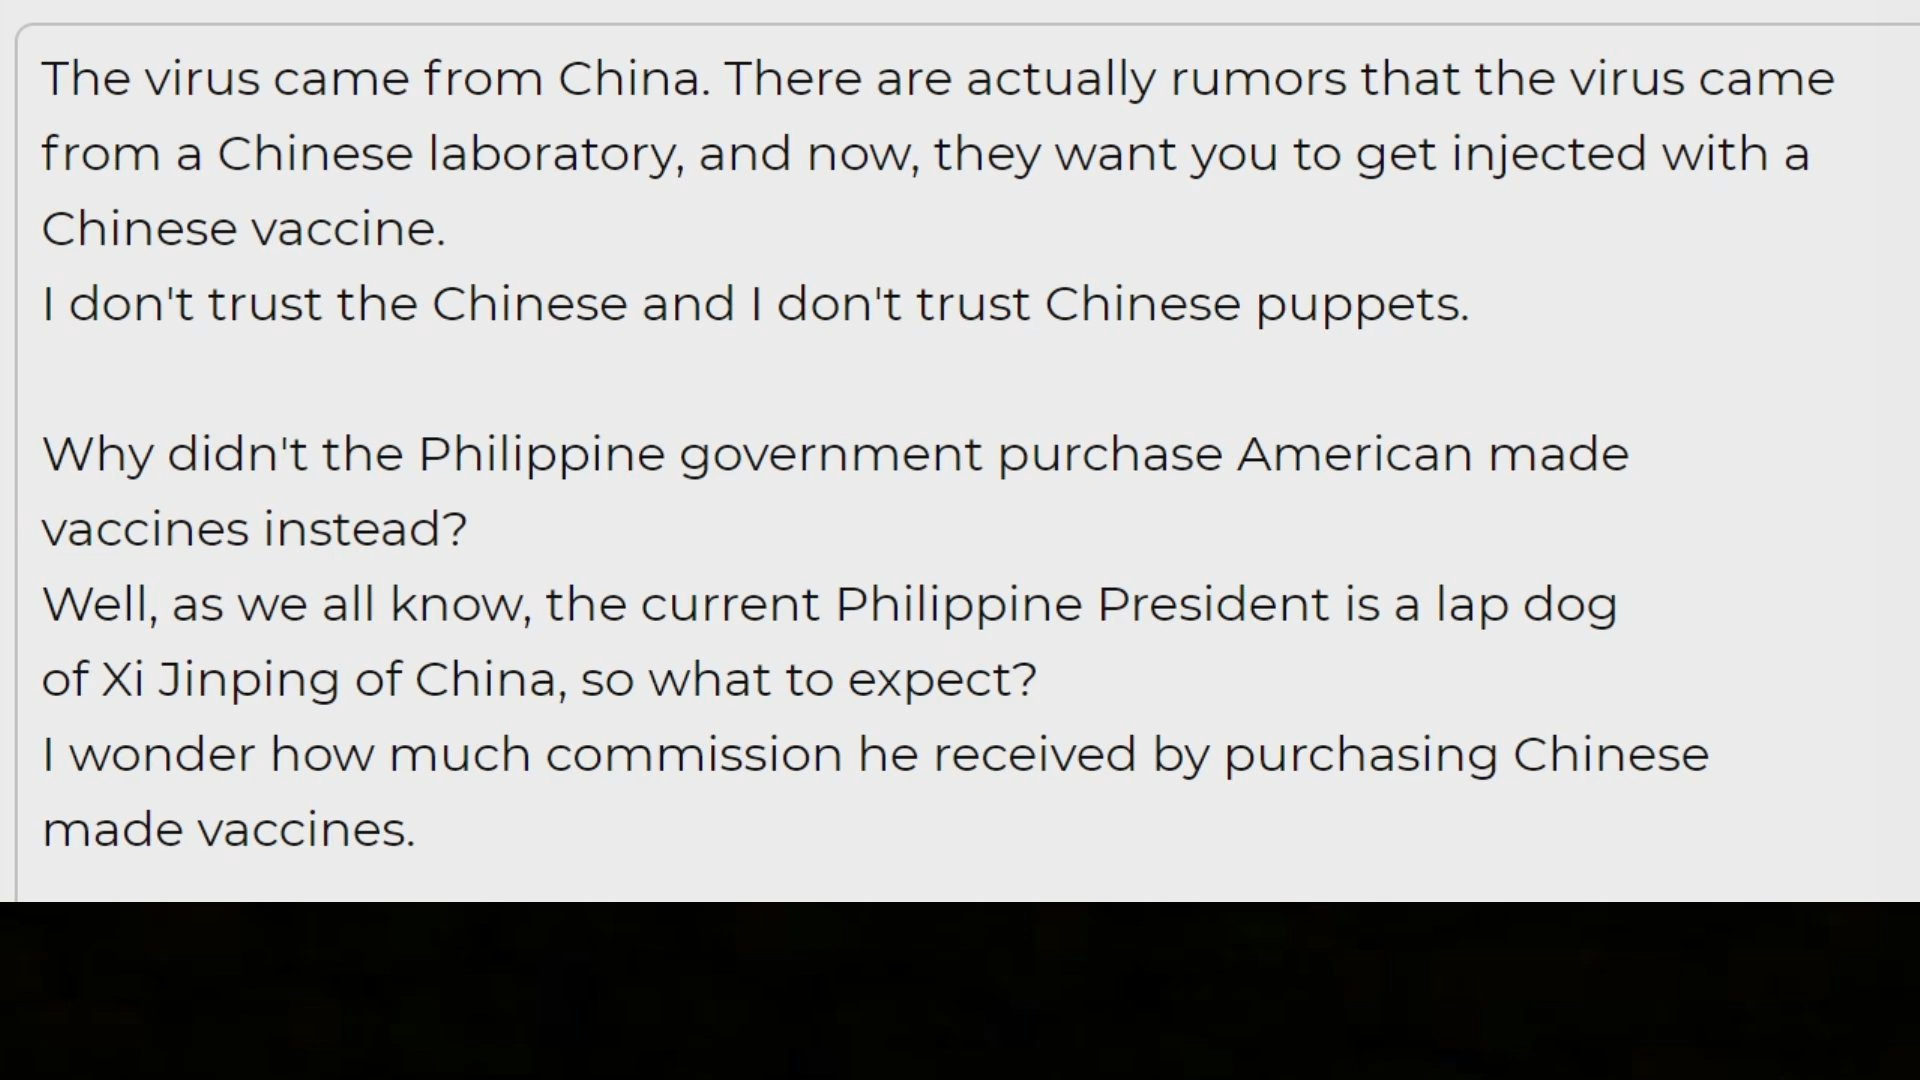 The virus came from China. There are actually rumors that the virus came
from a Chinese laboratory, and now, they want you to get injected with a
Chinese vaccine.
I don't trust the Chinese and I don't trust Chinese puppets.
Why didn't the Philippine government purchase American made
vaccines instead?
Well, as we all know, the current Philippine President is a lap dog
of Xi Jinping of China, so what to expect?
I wonder how much commission he received by purchasing Chinese
made vaccines.